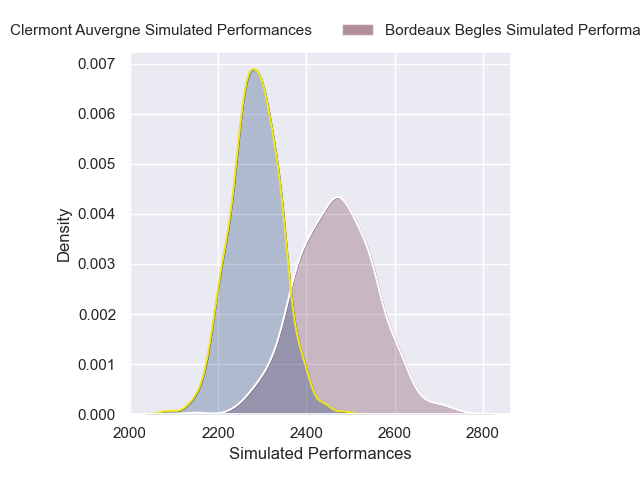 Clermont Auvergne Simulated Performances
Bordeaux Begles Simulated Performa
0.007
0.006
0.005
0.004
0.003
0.002
0.001
0.000
Density
2000 2200 2400 2600 2800
Simulated Performances